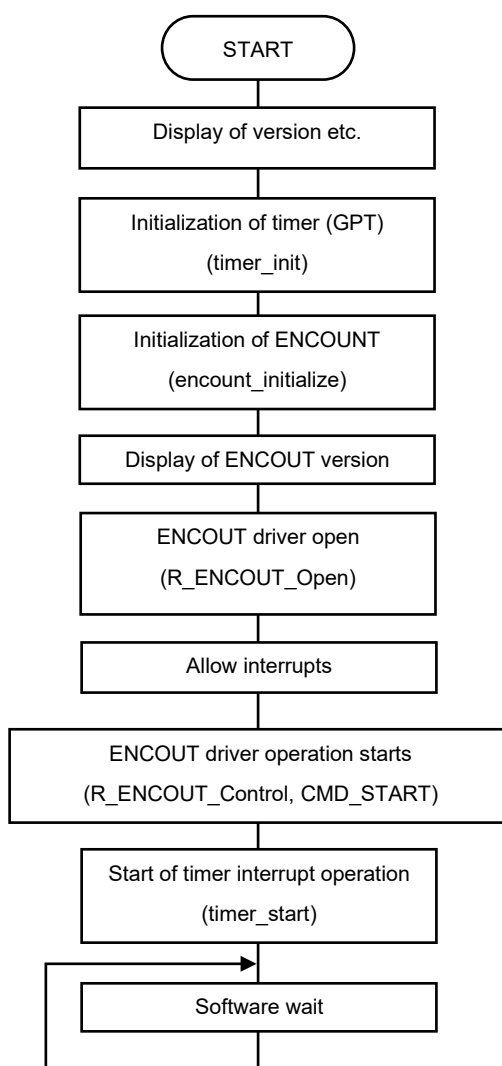 START
Display of version etc.
Initialization of timer (GPT)
(timer_init)
Initialization of ENCOUNT
(encount_initialize)
Display of ENCOUT version
ENCOUT driver open
(R_ENCOUT_Open)
Allow interrupts
ENCOUT driver operation starts
(R_ENCOUT_Control, CMD_START)
Start of timer interrupt operation
(timer_start)
Software wait